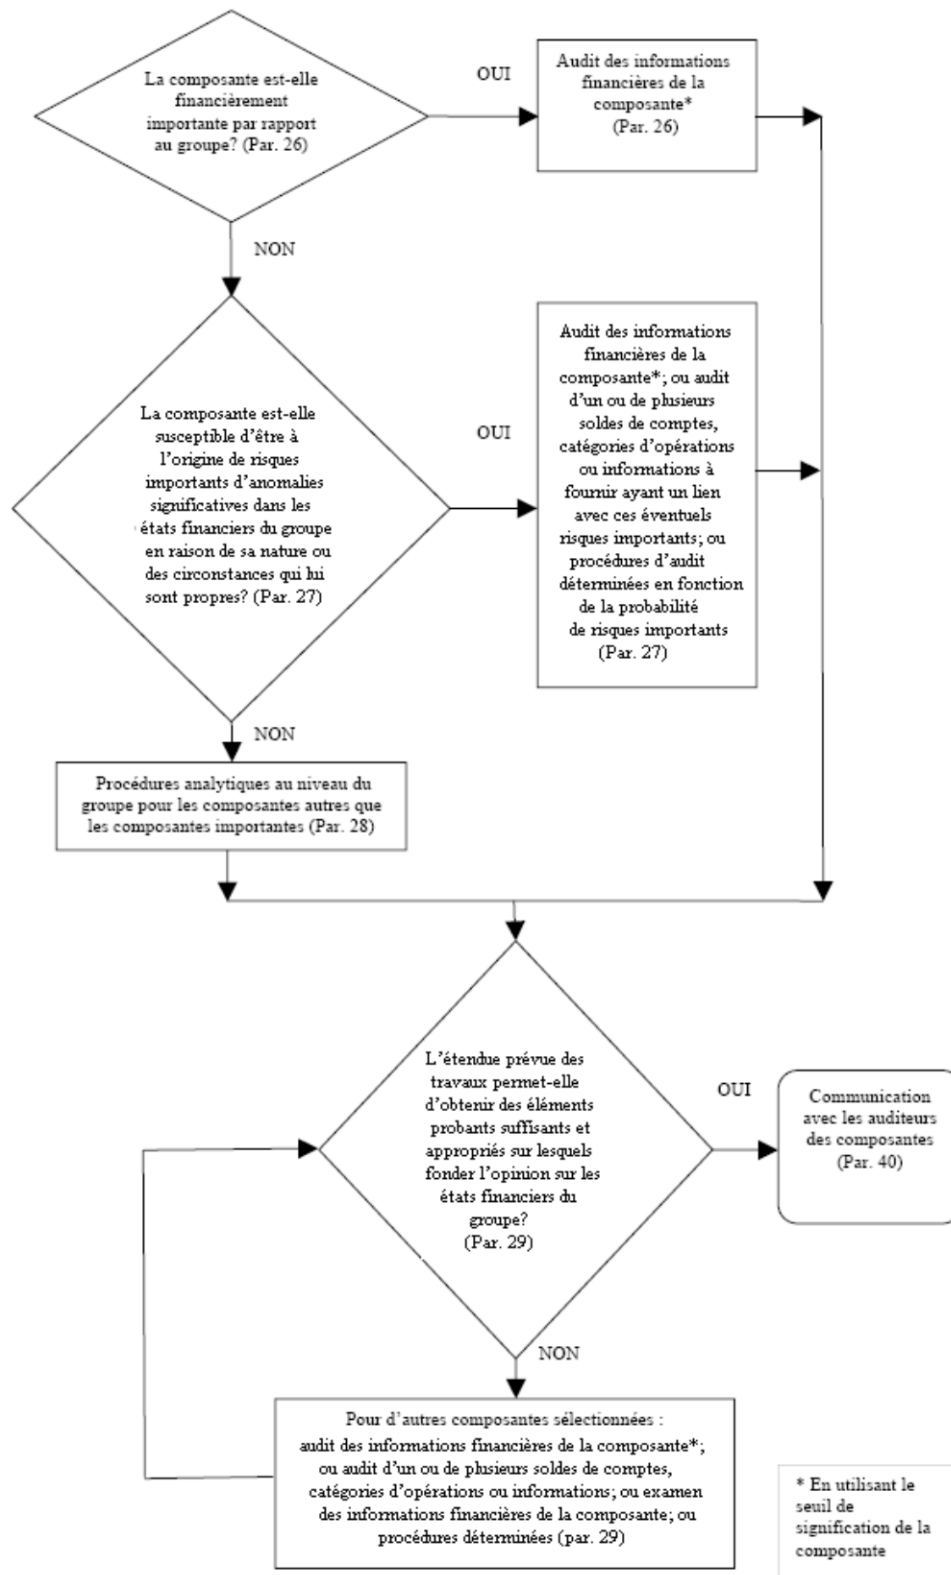 La composante est-elle
financièrement
importante par rapport
au groupe? (Par. 26)
OUI
Audit des informations
financières de la
composante*
(Par. 26)
NON
La composante est-elle
susceptible d'être à
l'origine de risques
importants d'anomalies
significatives dans les
états financiers du groupe
en raison de sa nature ou
des circonstances qui lui
sont propres? (Par. 27)
OUI
Audit des informations
financières de la
composante*; ou audit
d'un ou de plusieurs
soldes de comptes,
catégories d'opérations
ou informations à
fournir ayant un lien
avec ces éventuels
risques importants; ou
procédures d'audit
déterminées en fonction
de la probabilité
de risques importants
(Par. 27)
NON
Procédures analytiques au niveau du
groupe pour les composantes autres que
les composantes importantes (Par. 28)
L'étendue prévue des
travaux permet-elle
d'obtenir des éléments
probants suffisants et
appropriés sur lesquels
fonder l'opinion sur les
états financiers du
groupe?
(Par. 29)
OUI
Communication
avec les auditeurs
des composantes
(Par. 40)
NON
Pour d'autres composantes sélectionnées :
audit des informations financières de la composante*;
ou audit d'un ou de plusieurs soldes de comptes,
catégories d'opérations ou informations; ou examen
des informations financières de la composante; ou
procédures déterminées (par. 29)
* En utilisant le
seuil de
signification de la
composante